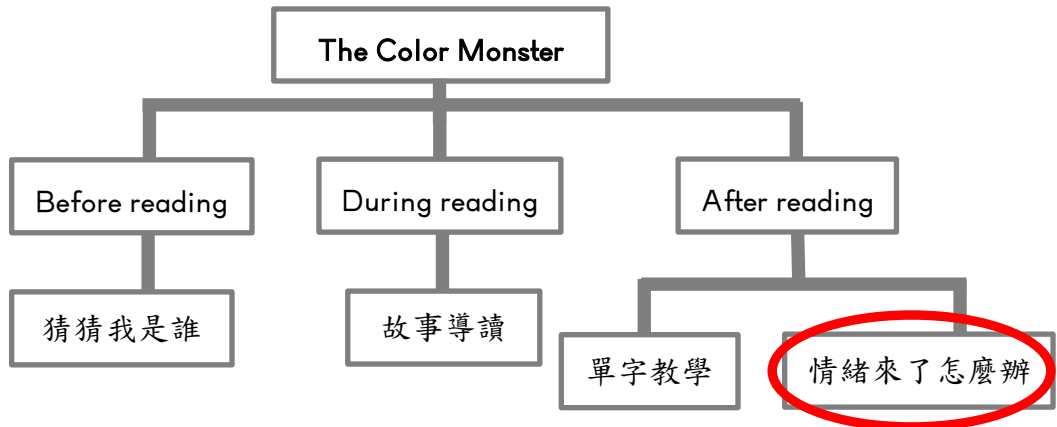 The Color Monster
Before reading
During reading
After reading
猜猜我是誰
故事導讀
單字教學
情緒來了怎麼辦